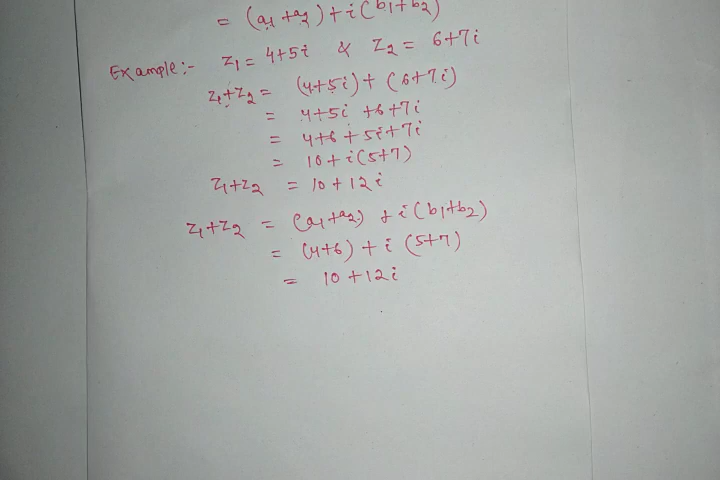 = (a₁ + a₂) + i(b₁ + b₂)
Example:- z₁ = 4+5i & z₂ = 6+7i
z₁+z₂ = (4+5i) + (6+7i)
= 4+5i +6+7i
= 4+6+5i+7i
= 10+i(5+7)
z₁+z₂ = 10+12i
z₁+z₂ = (a₁+a₂) + i(b₁+b₂)
= (4+6) + i (5+7)
= 10+12i